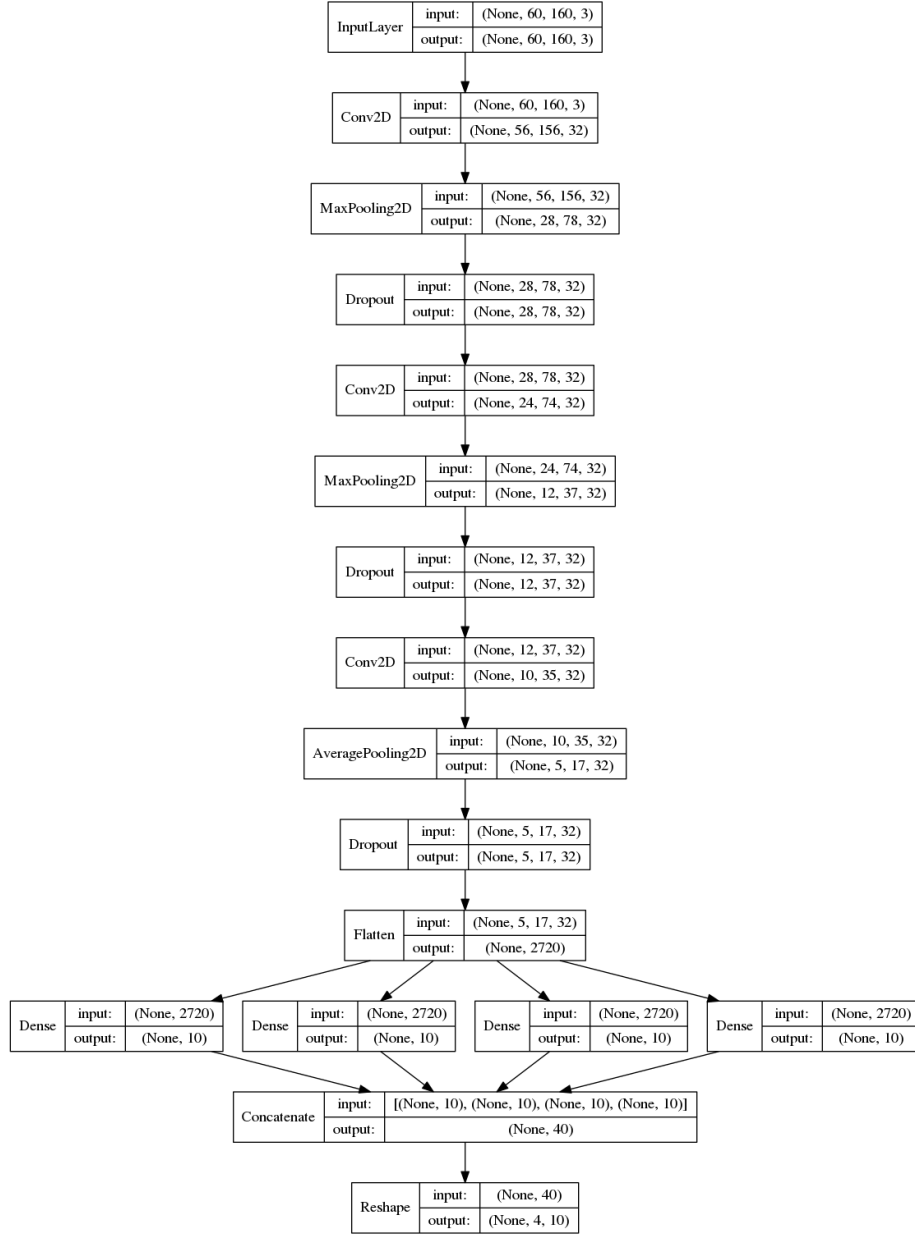 InputLayer
input: (None, 60, 160, 3)
output: (None, 60, 160, 3)
Conv2D
input: (None, 60, 160, 3)
output: (None, 56, 156, 32)
MaxPooling2D
input: (None, 56, 156, 32)
output: (None, 28, 78, 32)
Dropout
input: (None, 28, 78, 32)
output: (None, 28, 78, 32)
Conv2D
input: (None, 28, 78, 32)
output: (None, 24, 74, 32)
MaxPooling2D
input: (None, 24, 74, 32)
output: (None, 12, 37, 32)
Dropout
input: (None, 12, 37, 32)
output: (None, 12, 37, 32)
Conv2D
input: (None, 12, 37, 32)
output: (None, 10, 35, 32)
AveragePooling2D
input: (None, 10, 35, 32)
output: (None, 5, 17, 32)
Dropout
input: (None, 5, 17, 32)
output: (None, 5, 17, 32)
Flatten
input: (None, 5, 17, 32)
output: (None, 2720)
Dense
input: (None, 2720)
output: (None, 10)
Dense
input: (None, 2720)
output: (None, 10)
Dense
input: (None, 2720)
output: (None, 10)
Dense
input: (None, 2720)
output: (None, 10)
Concatenate
input: [(None, 10), (None, 10), (None, 10), (None, 10)]
output: (None, 40)
Reshape
input: (None, 40)
output: (None, 4, 10)